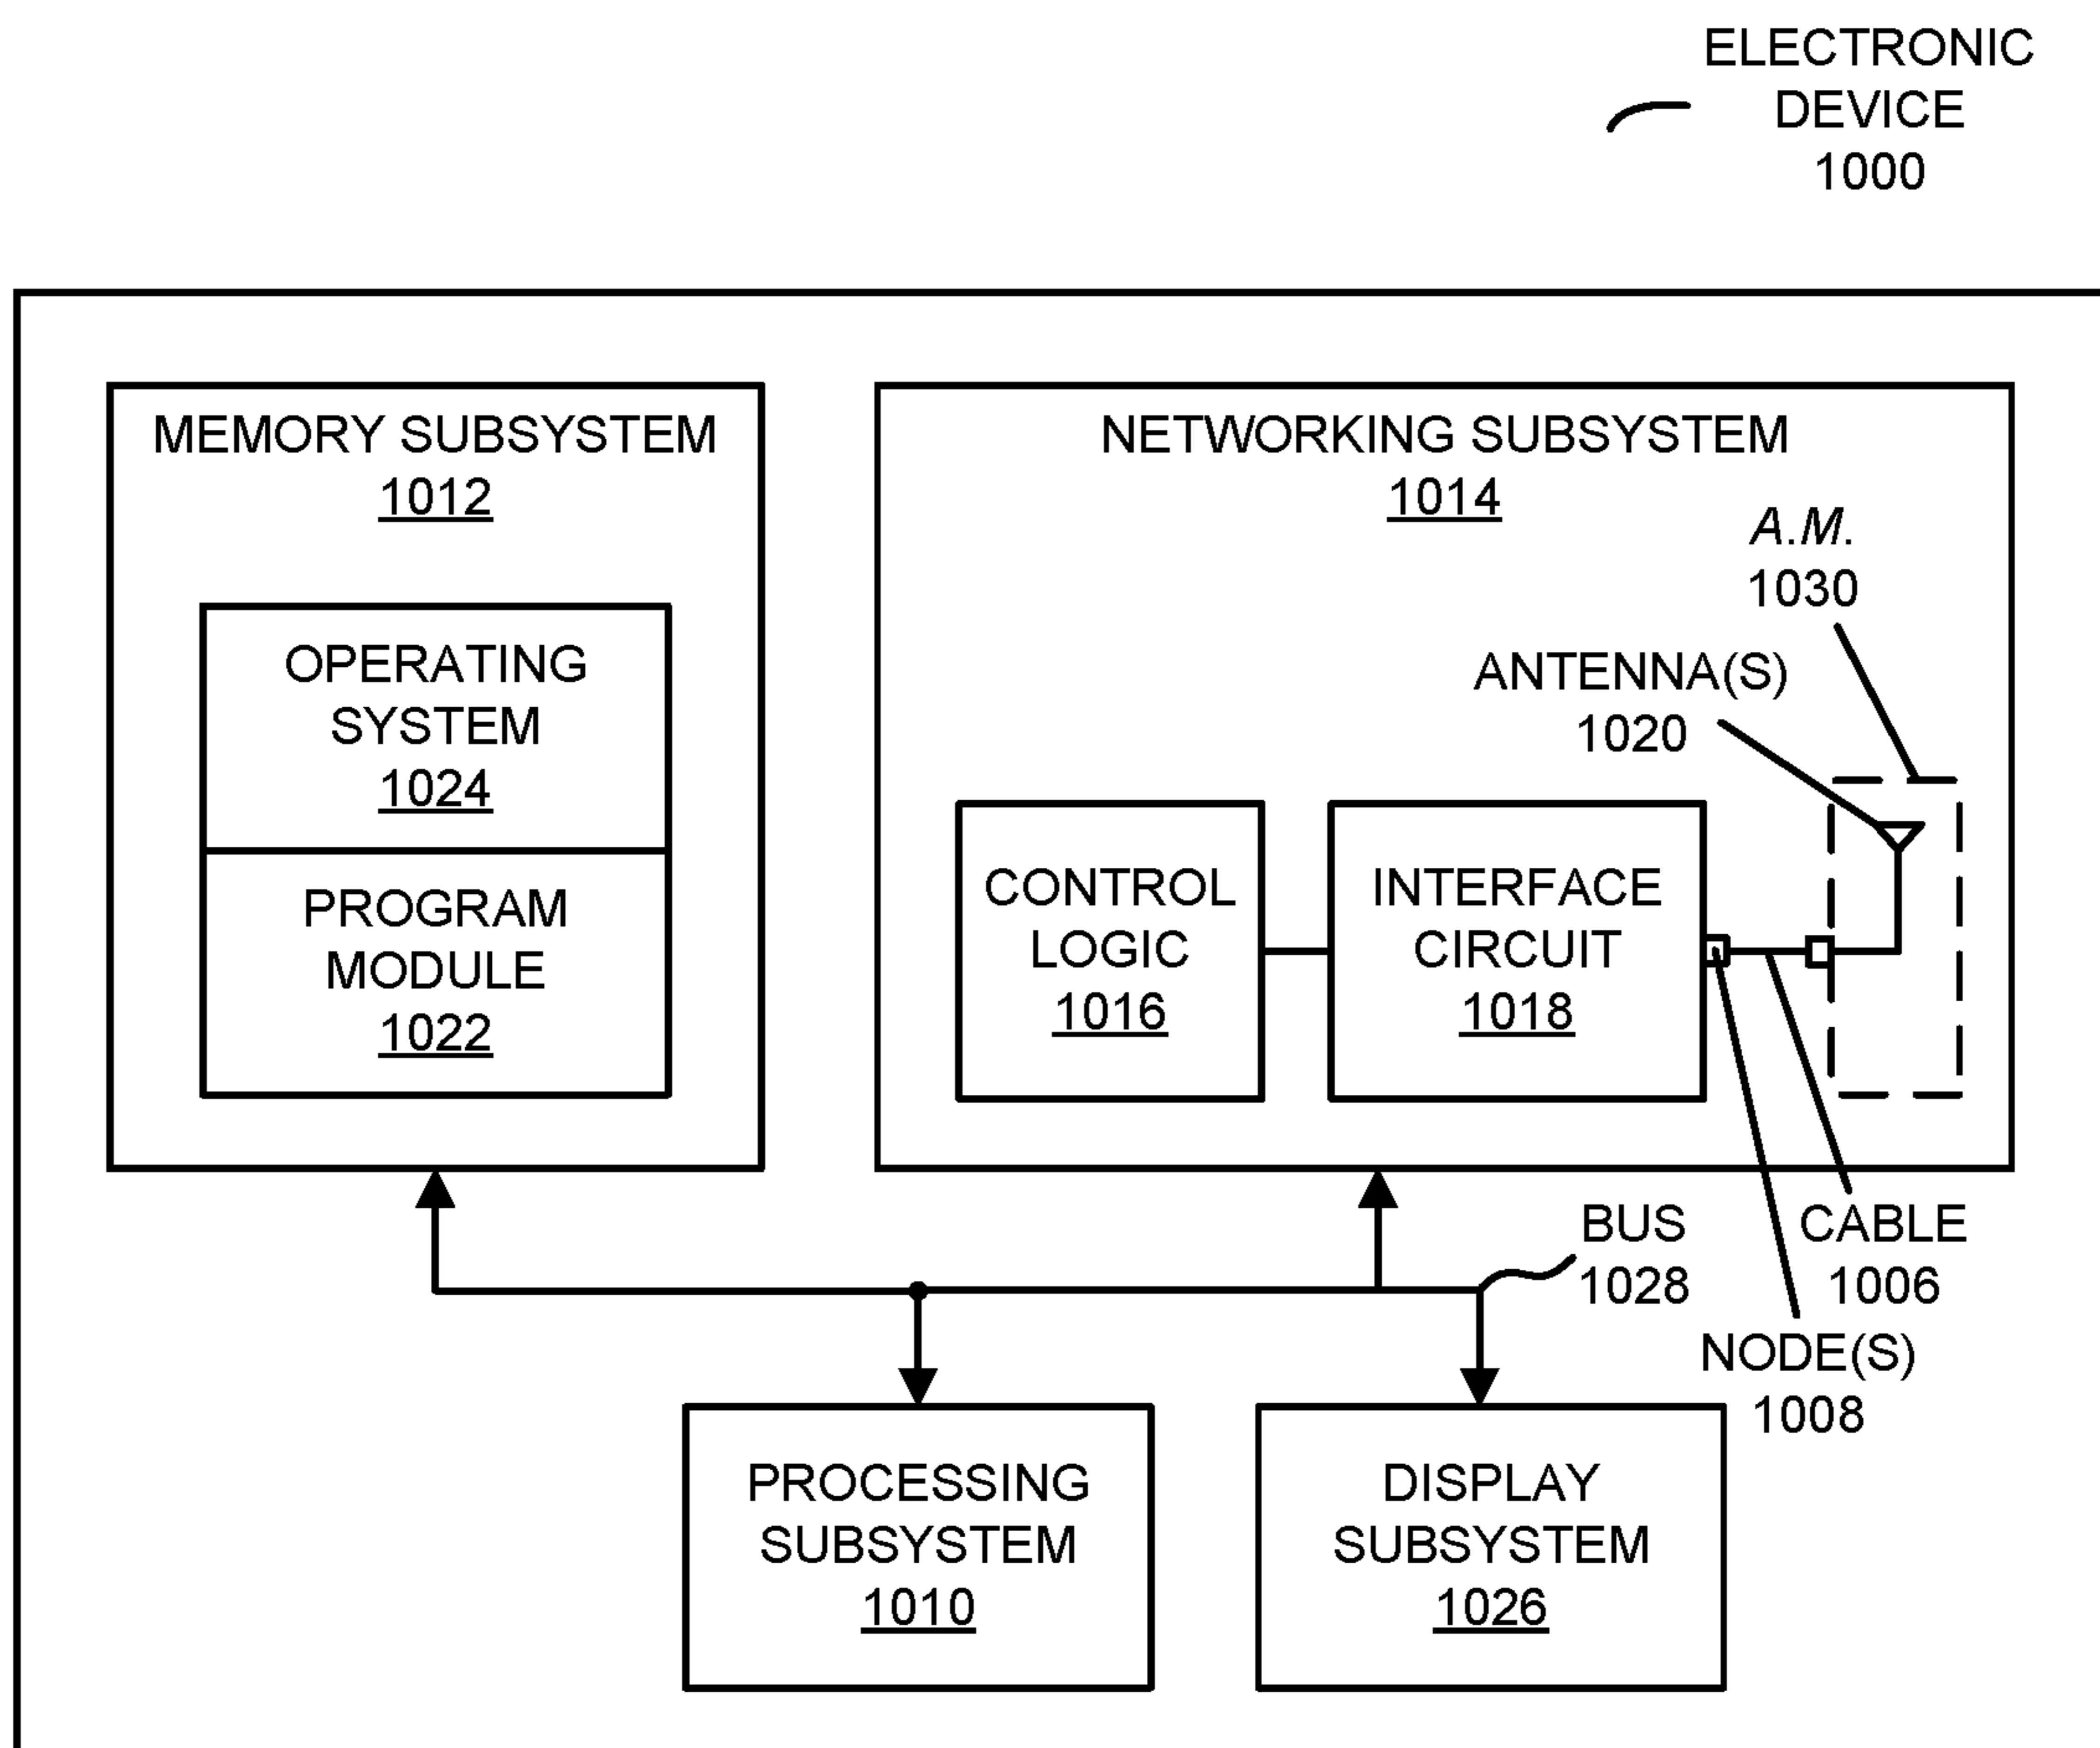 ELECTRONIC
DEVICE
1000
MEMORY SUBSYSTEM
1012
OPERATING
SYSTEM
1024
PROGRAM
MODULE
1022
NETWORKING SUBSYSTEM
1014
A.M.
1030
ANTENNA(S)
1020
CONTROL
LOGIC
1016
INTERFACE
CIRCUIT
1018
BUS
1028
CABLE
1006
NODE(S)
1008
PROCESSING
SUBSYSTEM
1010
DISPLAY
SUBSYSTEM
1026